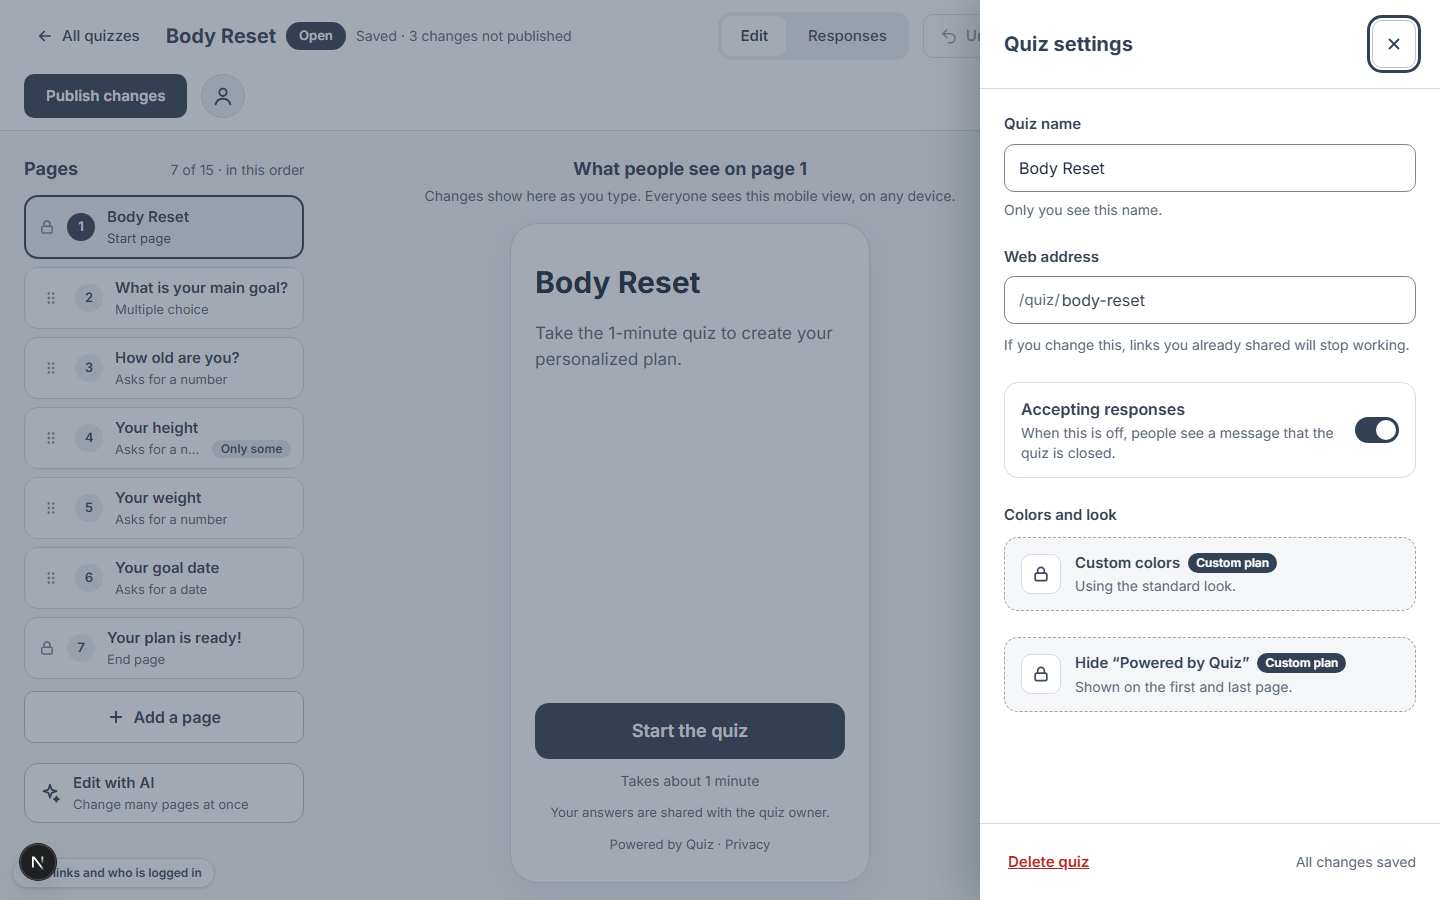 All quizzes
Body Reset
Open
Saved · 3 changes not published
Edit
Responses
Publish changes
Pages
7 of 15 · in this order
1
Body Reset
Start page
2
What is your main goal?
Multiple choice
3
How old are you?
Asks for a number
4
Your height
Asks for a n...
Only some
5
Your weight
Asks for a number
6
Your goal date
Asks for a date
7
Your plan is ready!
End page
Add a page
Edit with AI
Change many pages at once
N
links and who is logged in
What people see on page 1
Changes show here as you type. Everyone sees this mobile view, on any device.
Body Reset
Take the 1-minute quiz to create your
personalized plan.
Start the quiz
Takes about 1 minute
Your answers are shared with the quiz owner.
Powered by Quiz · Privacy
Quiz settings
Quiz name
Body Reset
Only you see this name.
Web address
/quiz/body-reset
If you change this, links you already shared will stop working.
Accepting responses
When this is off, people see a message that the
quiz is closed.
Colors and look
Custom colors
Custom plan
Using the standard look.
Hide “Powered by Quiz”
Custom plan
Shown on the first and last page.
Delete quiz
All changes saved